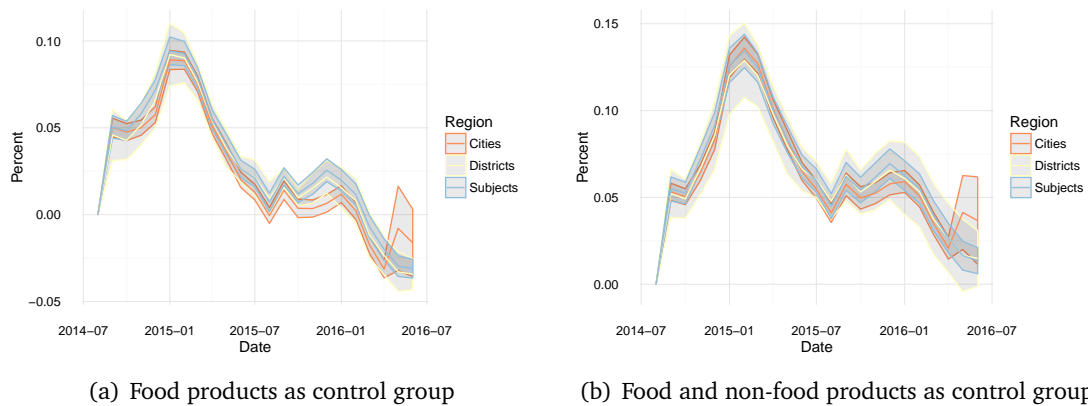 0.10
0.05
0.00
−0.05
Percent
2014−07
2015−01
2015−07
2016−01
2016−07
Date
Region
Cities
Districts
Subjects
(a) Food products as control group
0.15
0.10
0.05
0.00
Percent
2014−07
2015−01
2015−07
2016−01
2016−07
Date
Region
Cities
Districts
Subjects
(b) Food and non-food products as control group